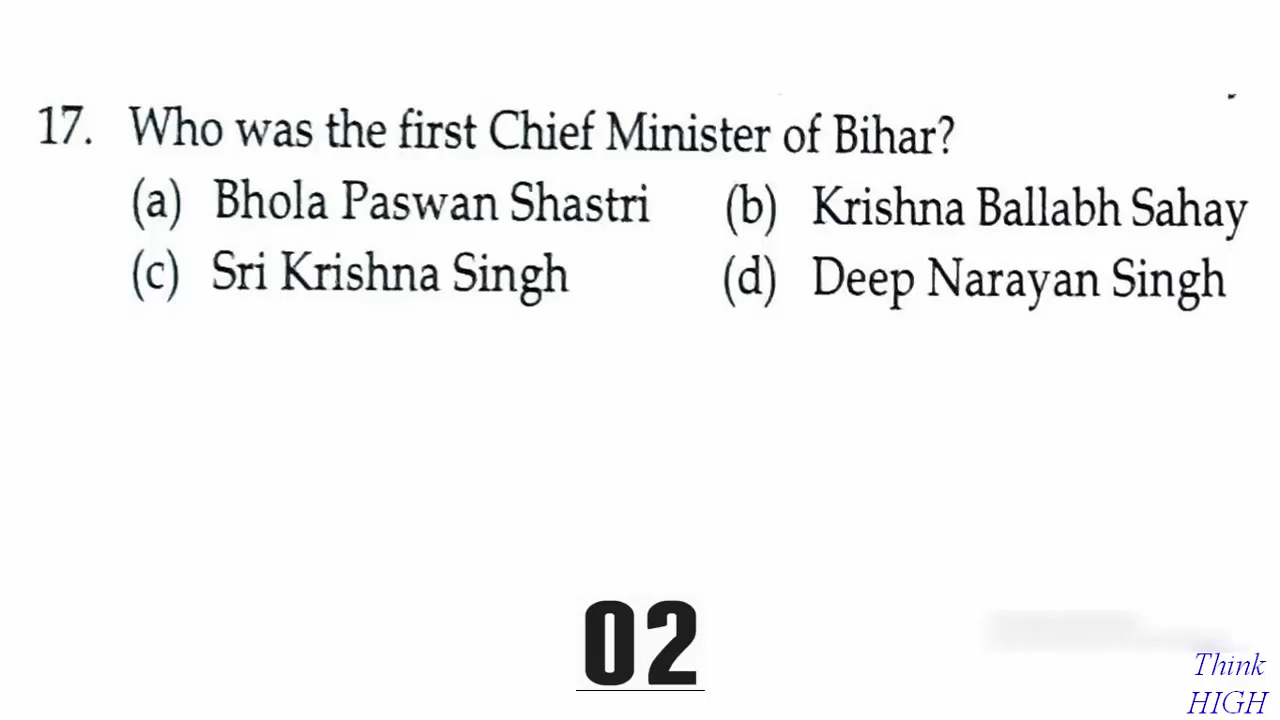 17. Who was the first Chief Minister of Bihar?
(a) Bhola Paswan Shastri (b) Krishna Ballabh Sahay
(c) Sri Krishna Singh (d) Deep Narayan Singh
02
Think
HIGH